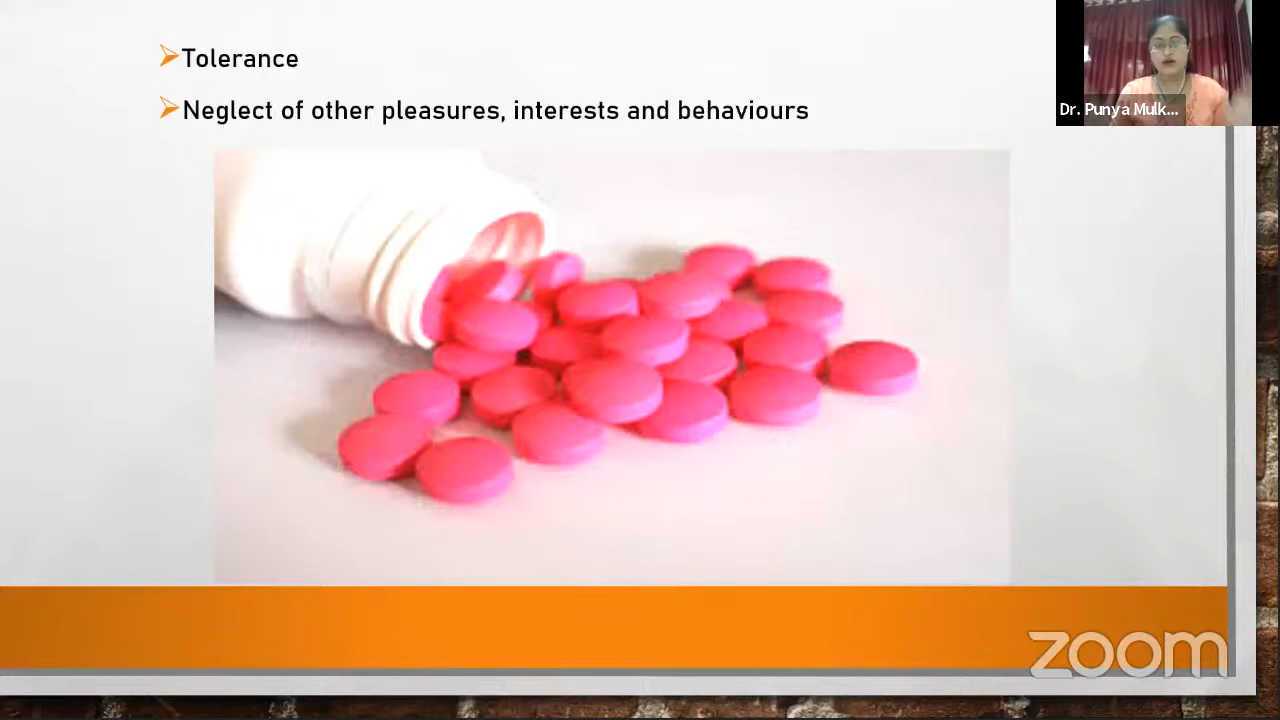 Tolerance
Neglect of other pleasures, interests and behaviours
Dr. Punya Mulk...
zoom